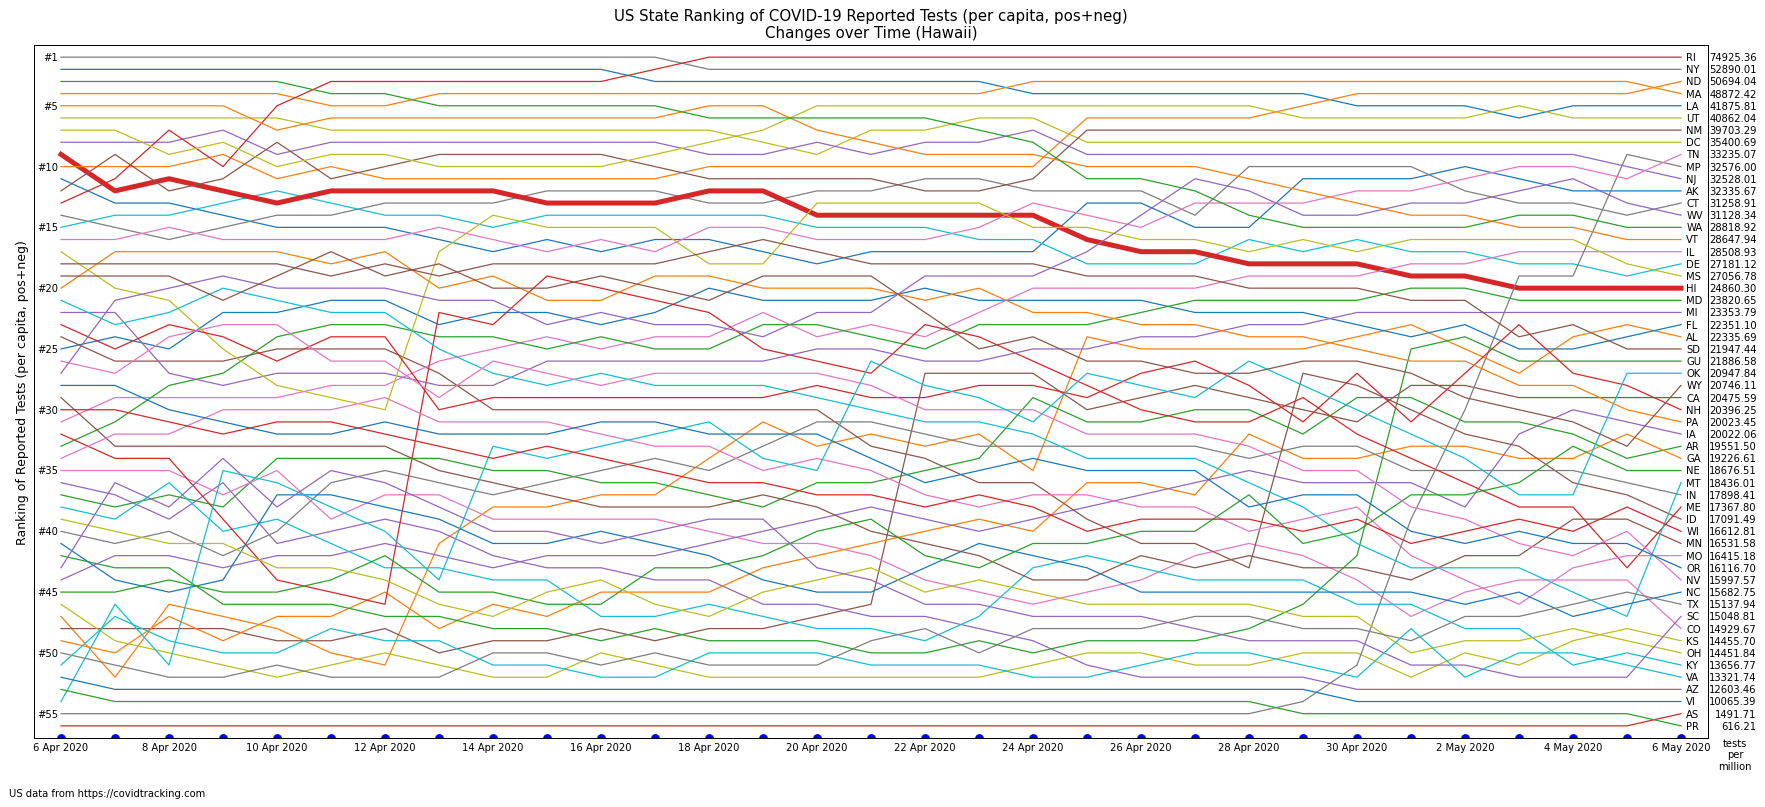 US State Ranking of COVID-19 Reported Tests (per capita, pos+neg)
Changes over Time (Hawaii)
Ranking of Reported Tests (per capita, pos+neg)
#1
#5
#10
#15
#20
#25
#30
#35
#40
#45
#50
#55
RI 74925.36
NY 52890.01
ND 50694.04
MA 48872.42
LA 41875.81
UT 40862.04
NM 39703.29
DC 35400.69
TN 33235.07
MP 32576.00
NJ 32528.01
AK 32335.67
CT 31258.91
WV 31128.34
WA 28818.92
VT 28647.94
IL 28508.93
DE 27181.12
MS 27056.78
HI 24860.30
MD 23820.65
MI 23353.79
FL 22351.10
AL 22335.69
SD 21947.44
GU 21886.58
OK 20947.84
WY 20746.11
CA 20475.59
NH 20396.25
PA 20023.45
IA 20022.06
AR 19551.50
GA 19226.61
NE 18676.51
MT 18436.01
IN 17898.41
ME 17367.80
ID 17091.49
WI 16612.81
MN 16531.58
MO 16415.18
OR 16116.70
NV 15997.57
NC 15682.75
TX 15137.94
SC 15048.81
CO 14929.67
KS 14455.70
OH 14451.84
KY 13656.77
VA 13321.74
AZ 12603.46
VI 10065.39
AS 1491.71
PR 616.21
6 Apr 2020 8 Apr 2020 10 Apr 2020 12 Apr 2020 14 Apr 2020 16 Apr 2020 18 Apr 2020 20 Apr 2020 22 Apr 2020 24 Apr 2020 26 Apr 2020 28 Apr 2020 30 Apr 2020 2 May 2020 4 May 2020 6 May 2020
tests
per
million
US data from https://covidtracking.com